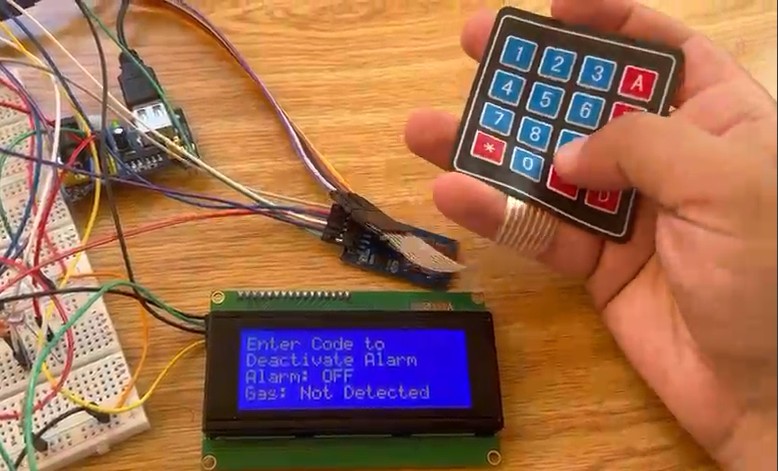 1 2 3 A
4 5 6
7 8
* 0 D
Enter Code to
Deactivate Alarm
Alarm: OFF
Gas: Not Detected